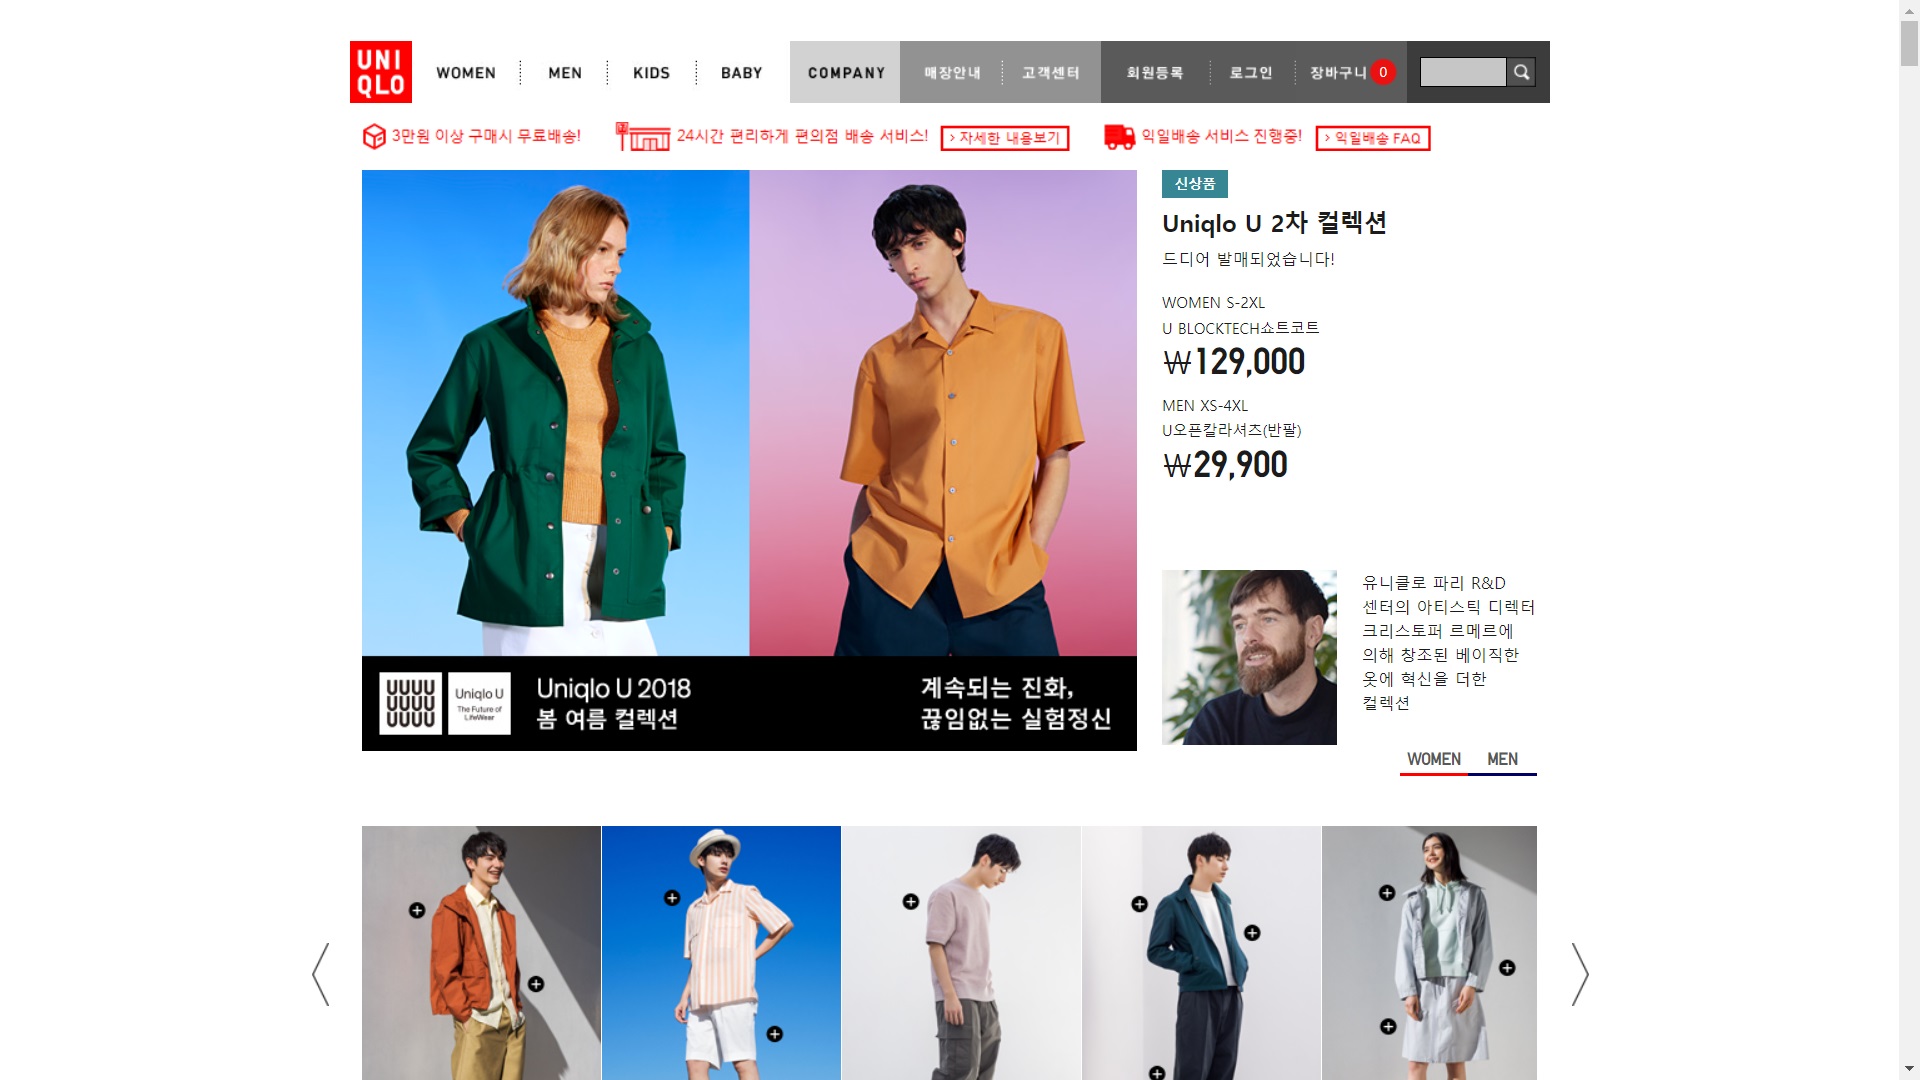 UNI
QLO
WOMEN
MEN
KIDS
BABY
COMPANY
매장안내
고객센터
회원등록
로그인
장바구니 0
3만원 이상 구매시 무료배송!
24시간 편리하게 편의점 배송 서비스!
> 자세한 내용보기
익일배송 서비스 진행중!
> 익일배송 FAQ
신상품
Uniqlo U 2차 컬렉션
드디어 발매되었습니다!
WOMEN S-2XL
U BLOCKTECH쇼트코트
₩129,000
MEN XS-4XL
U오픈칼라셔츠(반팔)
₩29,900
유니클로 파리 R&D
센터의 아티스틱 디렉터
크리스토퍼 르메르에
의해 창조된 베이직한
옷에 혁신을 더한
컬렉션
UUUU
UUUU
UUUU
Uniqlo U
The Future of
LifeWear
Uniqlo U 2018
봄 여름 컬렉션
계속되는 진화,
끊임없는 실험정신
WOMEN
MEN